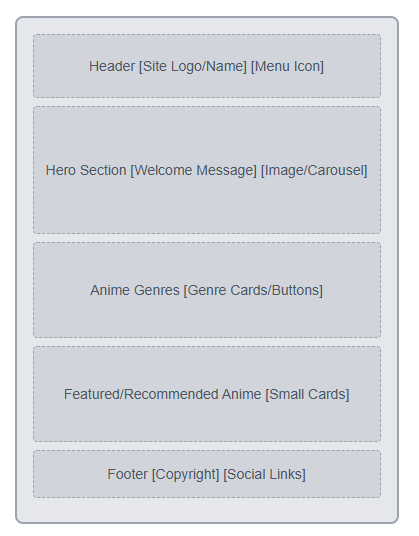 Header [Site Logo/Name] [Menu Icon]
Hero Section [Welcome Message] [Image/Carousel]
Anime Genres [Genre Cards/Buttons]
Featured/Recommended Anime [Small Cards]
Footer [Copyright] [Social Links]